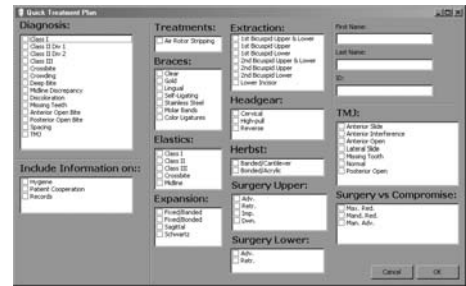 Quick Treatment Plan
Diagnosis:
Class I
Class II Div 1
Class II Div 2
Class III
Crossbite
Crowding
Deep Bite
Midline Discrepancy
Discoloration
Missing Teeth
Anterior Open Bite
Posterior Open Bite
Spacing
TMJ
Include Information on::
Hygiene
Patient Cooperation
Records
Treatments:
Air Rotor Stripping
Braces:
Clear
Gold
Lingual
Self-Ligating
Stainless Steel
Molar Bands
Color Ligatures
Elastics:
Class I
Class II
Class III
Crossbite
Midline
Expansion:
Fixed/Banded
Fixed/Bonded
Sagittal
Schwartz
Extraction:
1st Bicuspid Upper & Lower
1st Bicuspid Upper
1st Bicuspid Lower
2nd Bicuspid Upper & Lower
2nd Bicuspid Upper
2nd Bicuspid Lower
Lower Incisor
Headgear:
Cervical
High-pull
Reverse
Herbst:
Banded/Cantilever
Bonded/Acrylic
Surgery Upper:
Adv.
Retr.
Imp.
Dwn.
Surgery Lower:
Adv.
Retr.
First Name:
Last Name:
ID:
TMJ:
Anterior Slide
Anterior Interference
Anterior Open
Lateral Slide
Missing Tooth
Normal
Posterior Open
Surgery vs Compromise:
Max. Red.
Mand. Red.
Man. Adv.
Cancel
OK